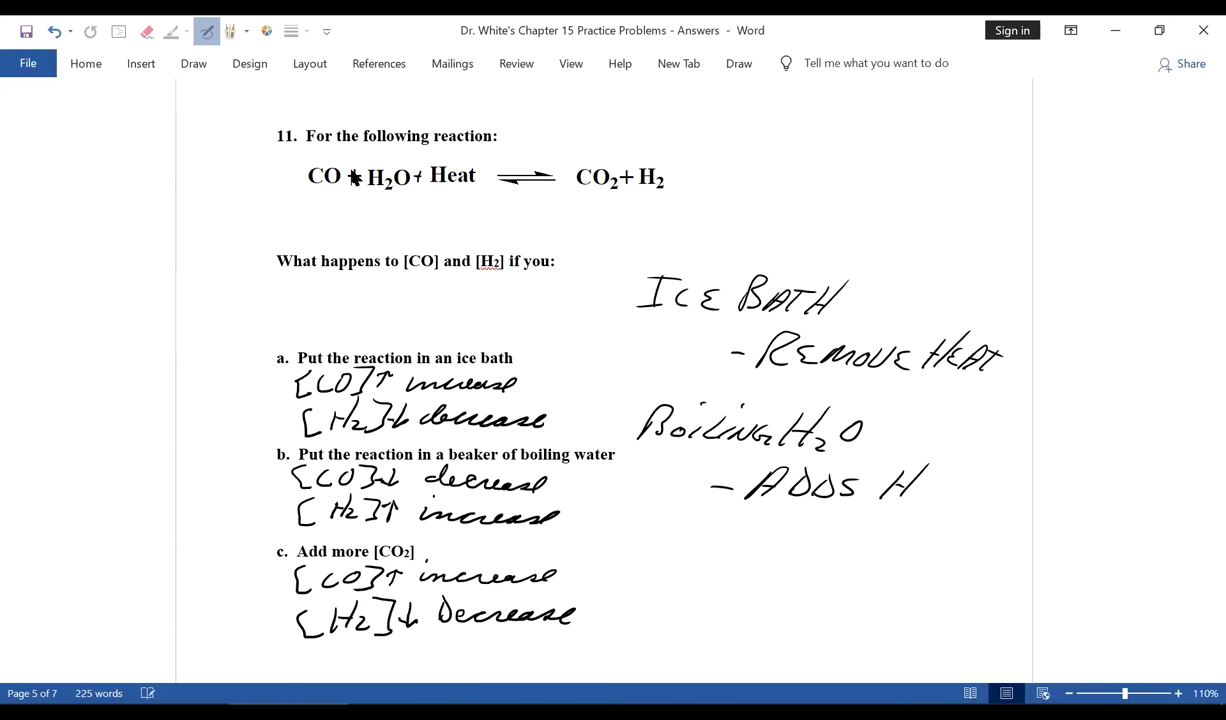 Dr. White's Chapter 15 Practice Problems - Answers - Word
Sign in
File Home Insert Draw Design Layout References Mailings Review View Help New Tab Draw Tell me what you want to do Share
11. For the following reaction:
CO + H₂O + Heat ⇌ CO₂ + H₂
What happens to [CO] and [H₂] if you:
ICE BATH
- REMOVE HEAT
a. Put the reaction in an ice bath
[CO]↑ increase
[H₂]↓ decrease
BOiLiNG H₂O
- ADDS H
b. Put the reaction in a beaker of boiling water
[CO]↓ decrease
[H₂]↑ increase
c. Add more [CO₂]
[CO]↑ increase
[H₂]↓ Decrease
Page 5 of 7 225 words 110%